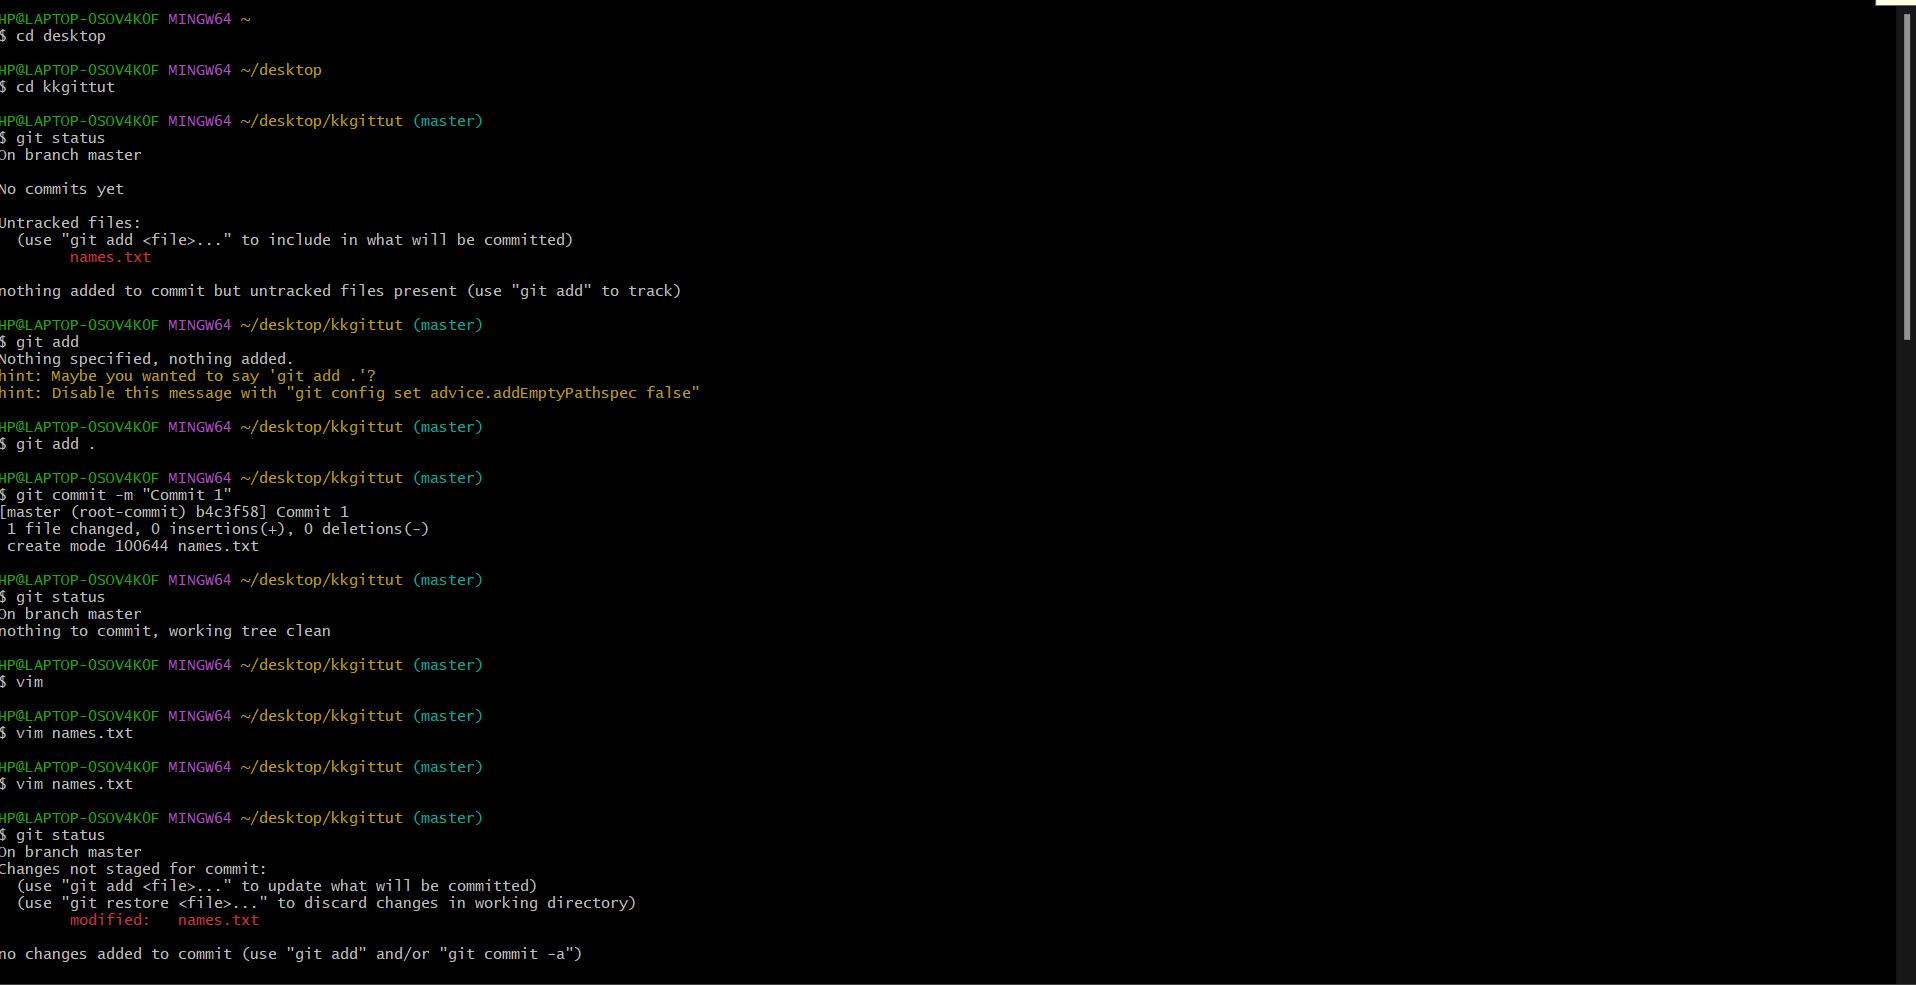 HP@LAPTOP-0SOV4K0F MINGW64 ~
$ cd desktop
HP@LAPTOP-0SOV4K0F MINGW64 ~/desktop
$ cd kkgittut
HP@LAPTOP-0SOV4K0F MINGW64 ~/desktop/kkgittut (master)
$ git status
On branch master
No commits yet
Untracked files:
  (use "git add <file>..." to include in what will be committed)
        names.txt
nothing added to commit but untracked files present (use "git add" to track)
HP@LAPTOP-0SOV4K0F MINGW64 ~/desktop/kkgittut (master)
$ git add
Nothing specified, nothing added.
hint: Maybe you wanted to say 'git add .'?
hint: Disable this message with "git config set advice.addEmptyPathspec false"
HP@LAPTOP-0SOV4K0F MINGW64 ~/desktop/kkgittut (master)
$ git add .
HP@LAPTOP-0SOV4K0F MINGW64 ~/desktop/kkgittut (master)
$ git commit -m "Commit 1"
[master (root-commit) b4c3f58] Commit 1
 1 file changed, 0 insertions(+), 0 deletions(-)
 create mode 100644 names.txt
HP@LAPTOP-0SOV4K0F MINGW64 ~/desktop/kkgittut (master)
$ git status
On branch master
nothing to commit, working tree clean
HP@LAPTOP-0SOV4K0F MINGW64 ~/desktop/kkgittut (master)
$ vim
HP@LAPTOP-0SOV4K0F MINGW64 ~/desktop/kkgittut (master)
$ vim names.txt
HP@LAPTOP-0SOV4K0F MINGW64 ~/desktop/kkgittut (master)
$ vim names.txt
HP@LAPTOP-0SOV4K0F MINGW64 ~/desktop/kkgittut (master)
$ git status
On branch master
Changes not staged for commit:
  (use "git add <file>..." to update what will be committed)
  (use "git restore <file>..." to discard changes in working directory)
        modified:   names.txt
no changes added to commit (use "git add" and/or "git commit -a")